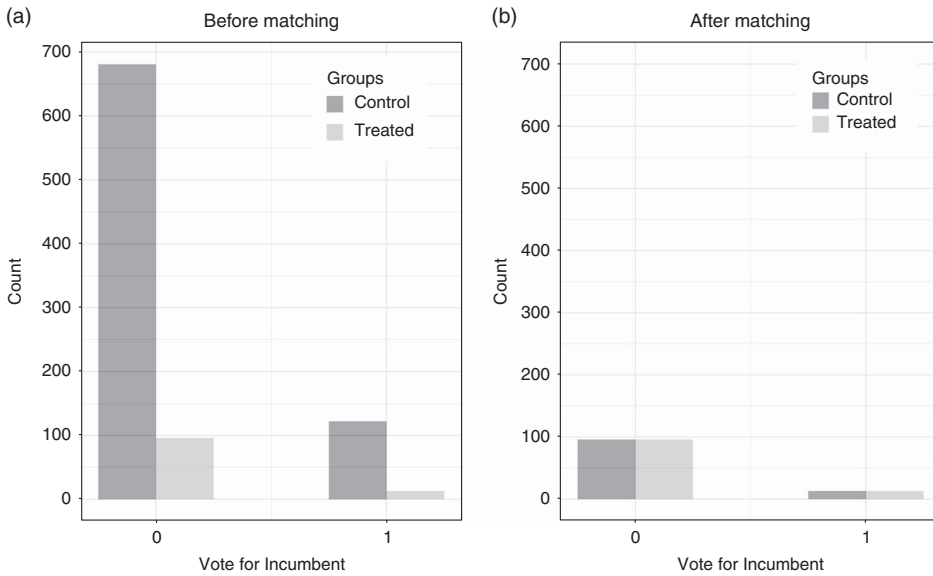 (a)
Before matching
700
600
500
400
300
200
100
0
Count
Groups
Control
Treated
0
1
Vote for Incumbent
(b)
After matching
700
600
500
400
300
200
100
0
Count
Groups
Control
Treated
0
1
Vote for Incumbent